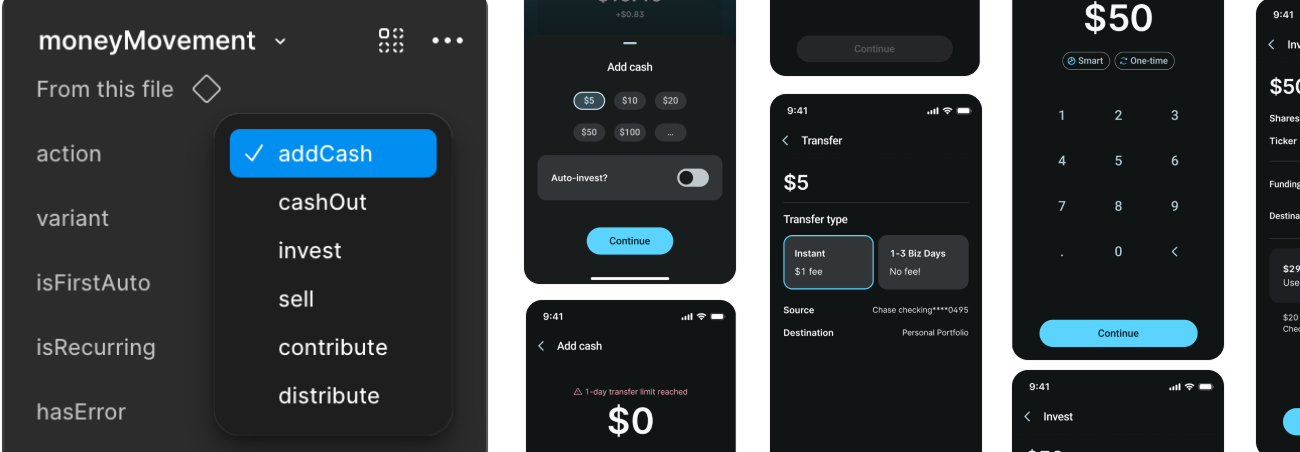 moneyMovement
From this file
action
variant
isFirstAuto
isRecurring
hasError
addCash
cashOut
invest
sell
contribute
distribute
+$0.83
Add cash
$5 $10 $20
$50 $100 ...
Auto-invest?
Continue
9:41
Add cash
1-day transfer limit reached
$0
Continue
9:41
Transfer
$5
Transfer type
Instant
$1 fee
1-3 Biz Days
No fee!
Source Chase checking****0495
Destination Personal Portfolio
$50
Smart One-time
1 2 3
4 5 6
7 8 9
. 0 <
Continue
9:41
Invest
9:41
Shares
Ticker
Funding